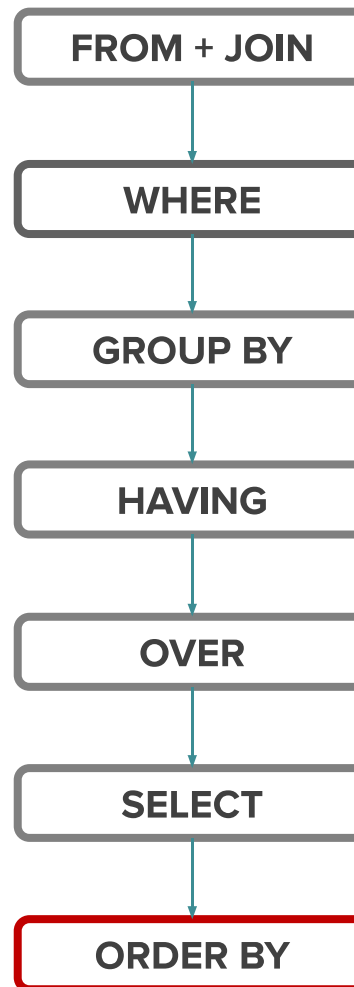 FROM + JOIN
WHERE
GROUP BY
HAVING
OVER
SELECT
ORDER BY